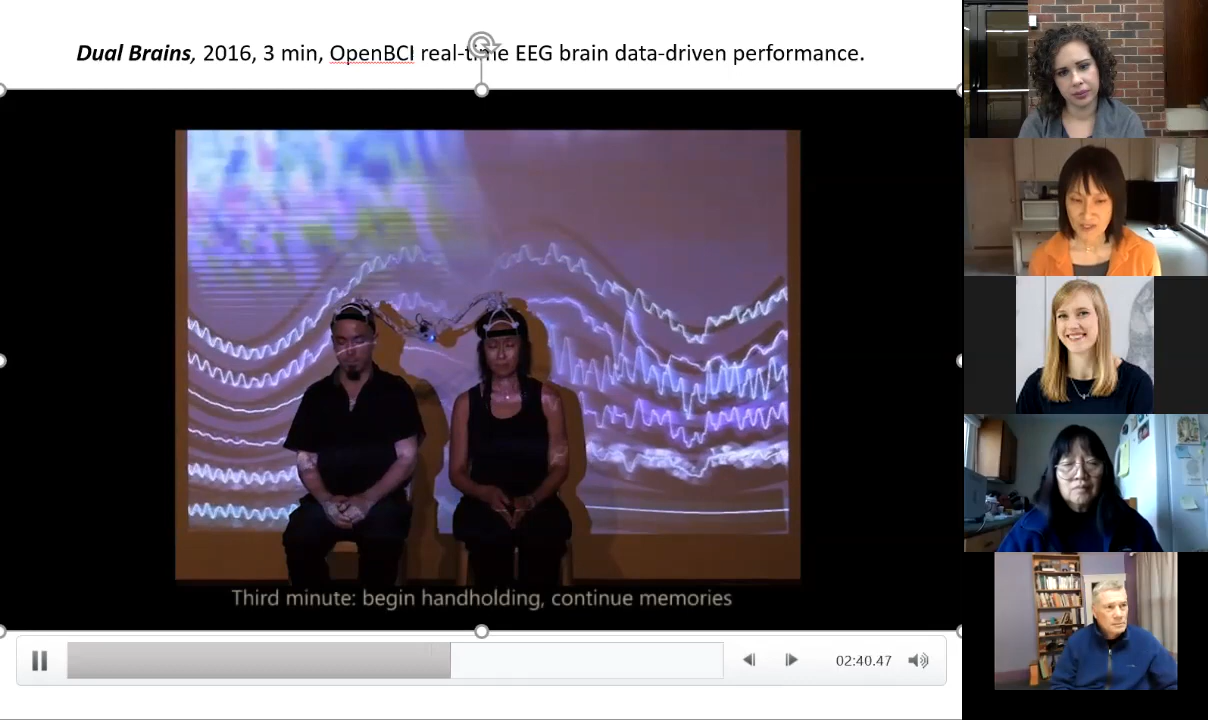 Dual Brains, 2016, 3 min, OpenBCI real-time EEG brain data-driven performance.
Third minute: begin handholding, continue memories
02:40.47